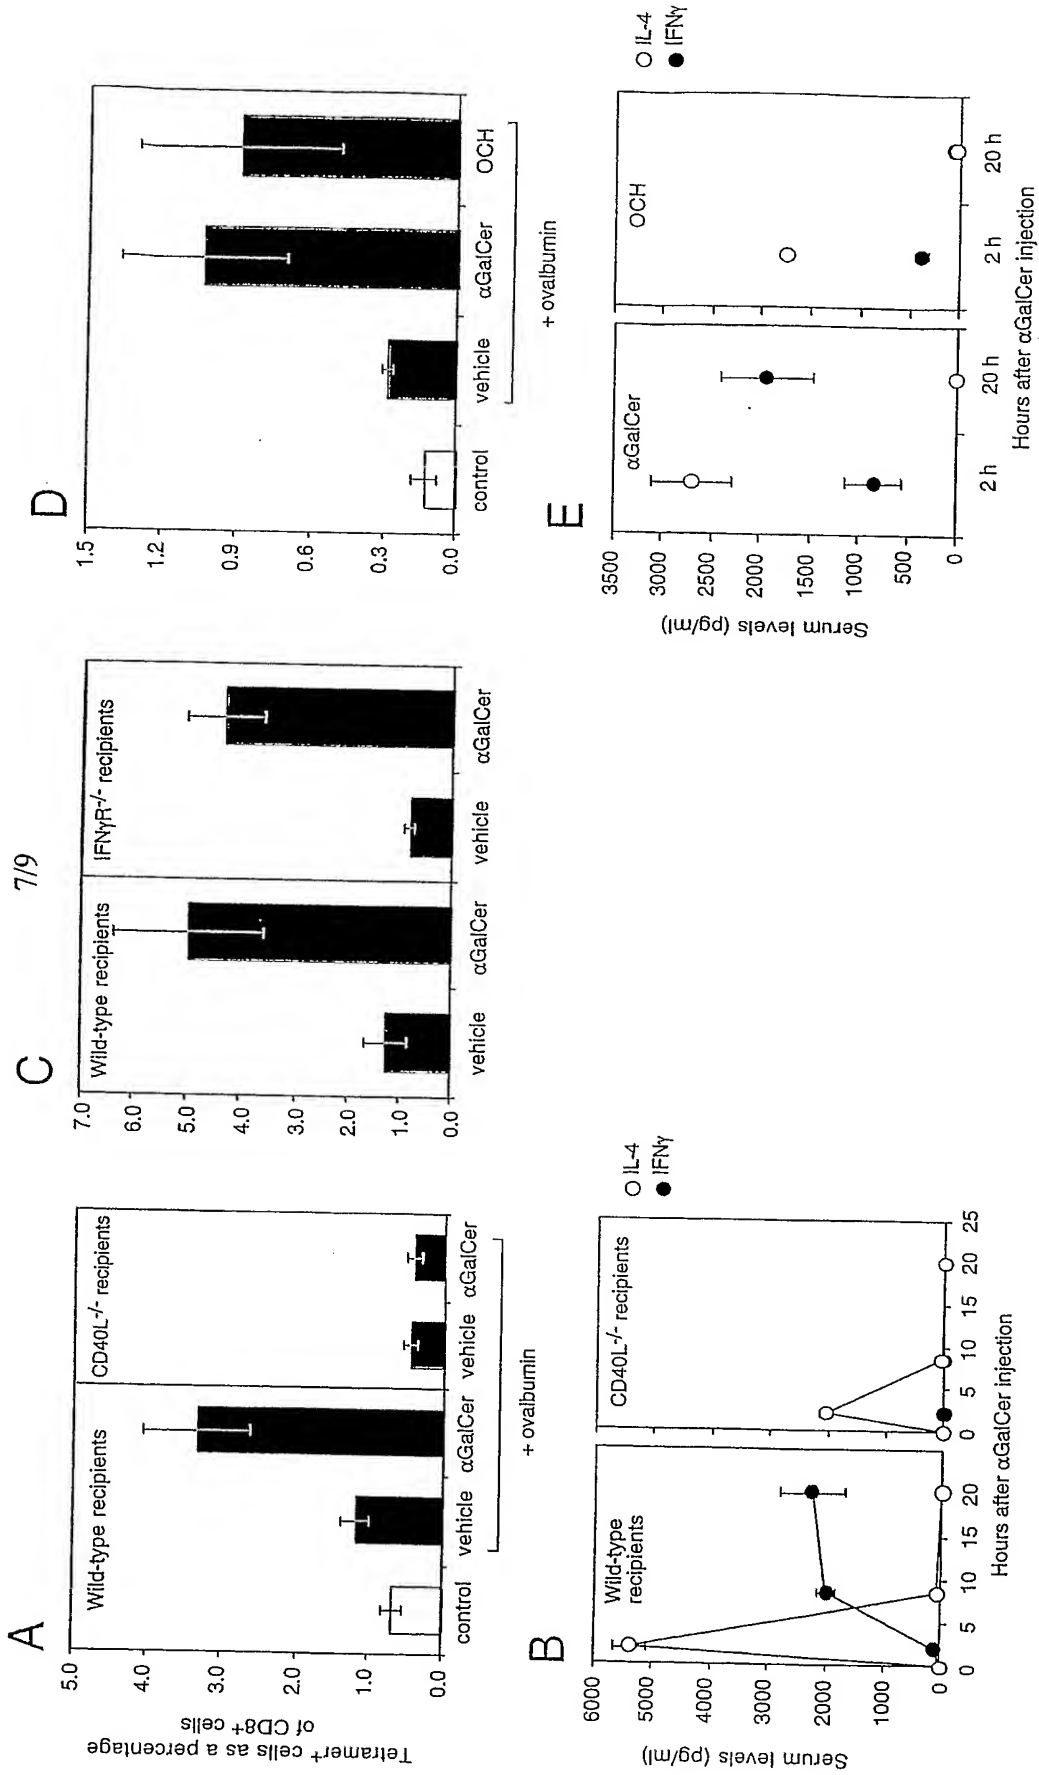 7/9
A
Wild-type recipients
CD40L-/- recipients
Tetramer+ cells as a percentage
of CD8+ cells
5.0
4.0
3.0
2.0
1.0
0.0
control
vehicle
αGalCer
vehicle
αGalCer
+ ovalbumin
B
Wild-type
recipients
CD40L-/- recipients
IL-4
IFNγ
Serum levels (pg/ml)
6000
5000
4000
3000
2000
1000
0
0 5 10 15 20
0 5 10 15 20 25
Hours after αGalCer injection
C
Wild-type recipients
IFNγR-/- recipients
7.0
6.0
5.0
4.0
3.0
2.0
1.0
0.0
vehicle
αGalCer
vehicle
αGalCer
D
1.5
1.2
0.9
0.6
0.3
0.0
control
vehicle
αGalCer
OCH
+ ovalbumin
E
αGalCer
OCH
IL-4
IFNγ
Serum levels (pg/ml)
3500
3000
2500
2000
1500
1000
500
0
2 h
20 h
2 h
20 h
Hours after αGalCer injection